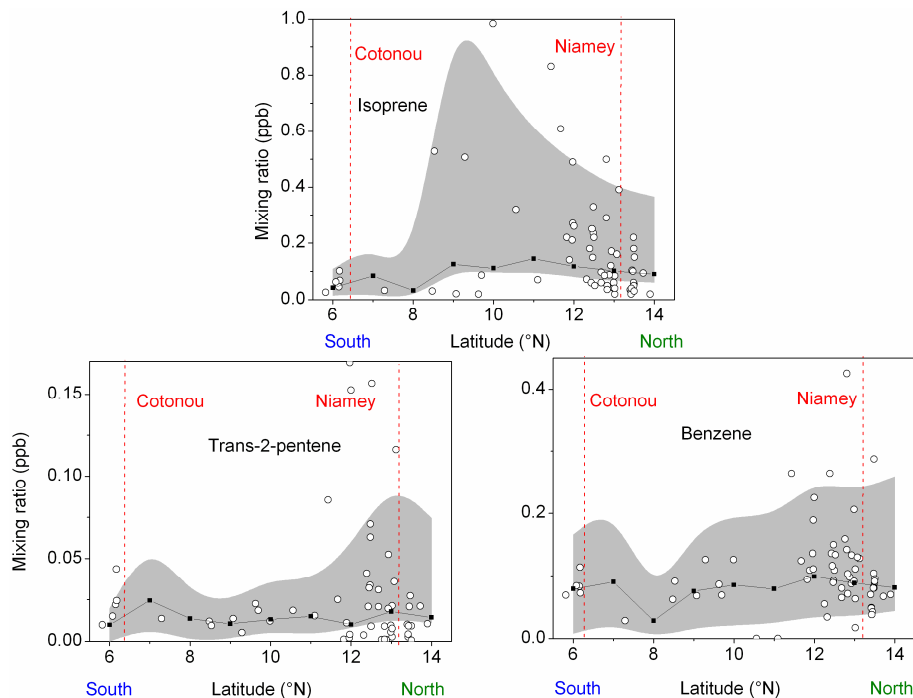 1.0
0.8
0.6
0.4
0.2
0.0
Mixing ratio (ppb)
Cotonou
Niamey
Isoprene
6 8 10 12 14
South Latitude (°N) North
0.15
0.10
0.05
0.00
Mixing ratio (ppb)
Cotonou
Niamey
Trans-2-pentene
6 8 10 12 14
South Latitude (°N) North
0.4
0.2
0.0
Cotonou
Niamey
Benzene
6 8 10 12 14
South Latitude (°N) North